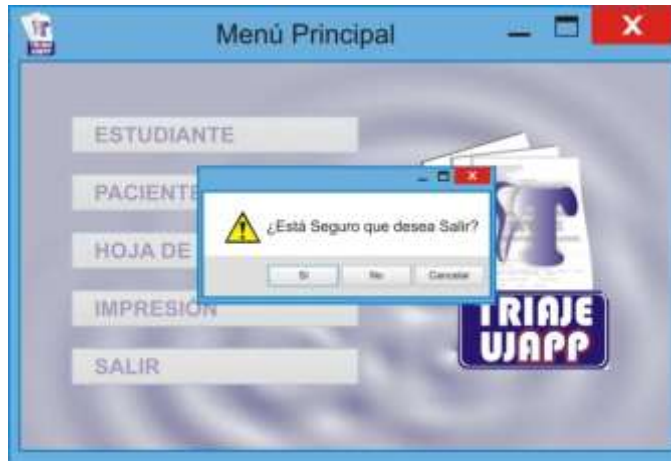 Menú Principal
ESTUDIANTE
PACIENTE
HOJA DE
IMPRESIÓN
SALIR
¿Está Seguro que desea Salir?
Si
No
Cancelar
T
TRIAJE
UJAPP